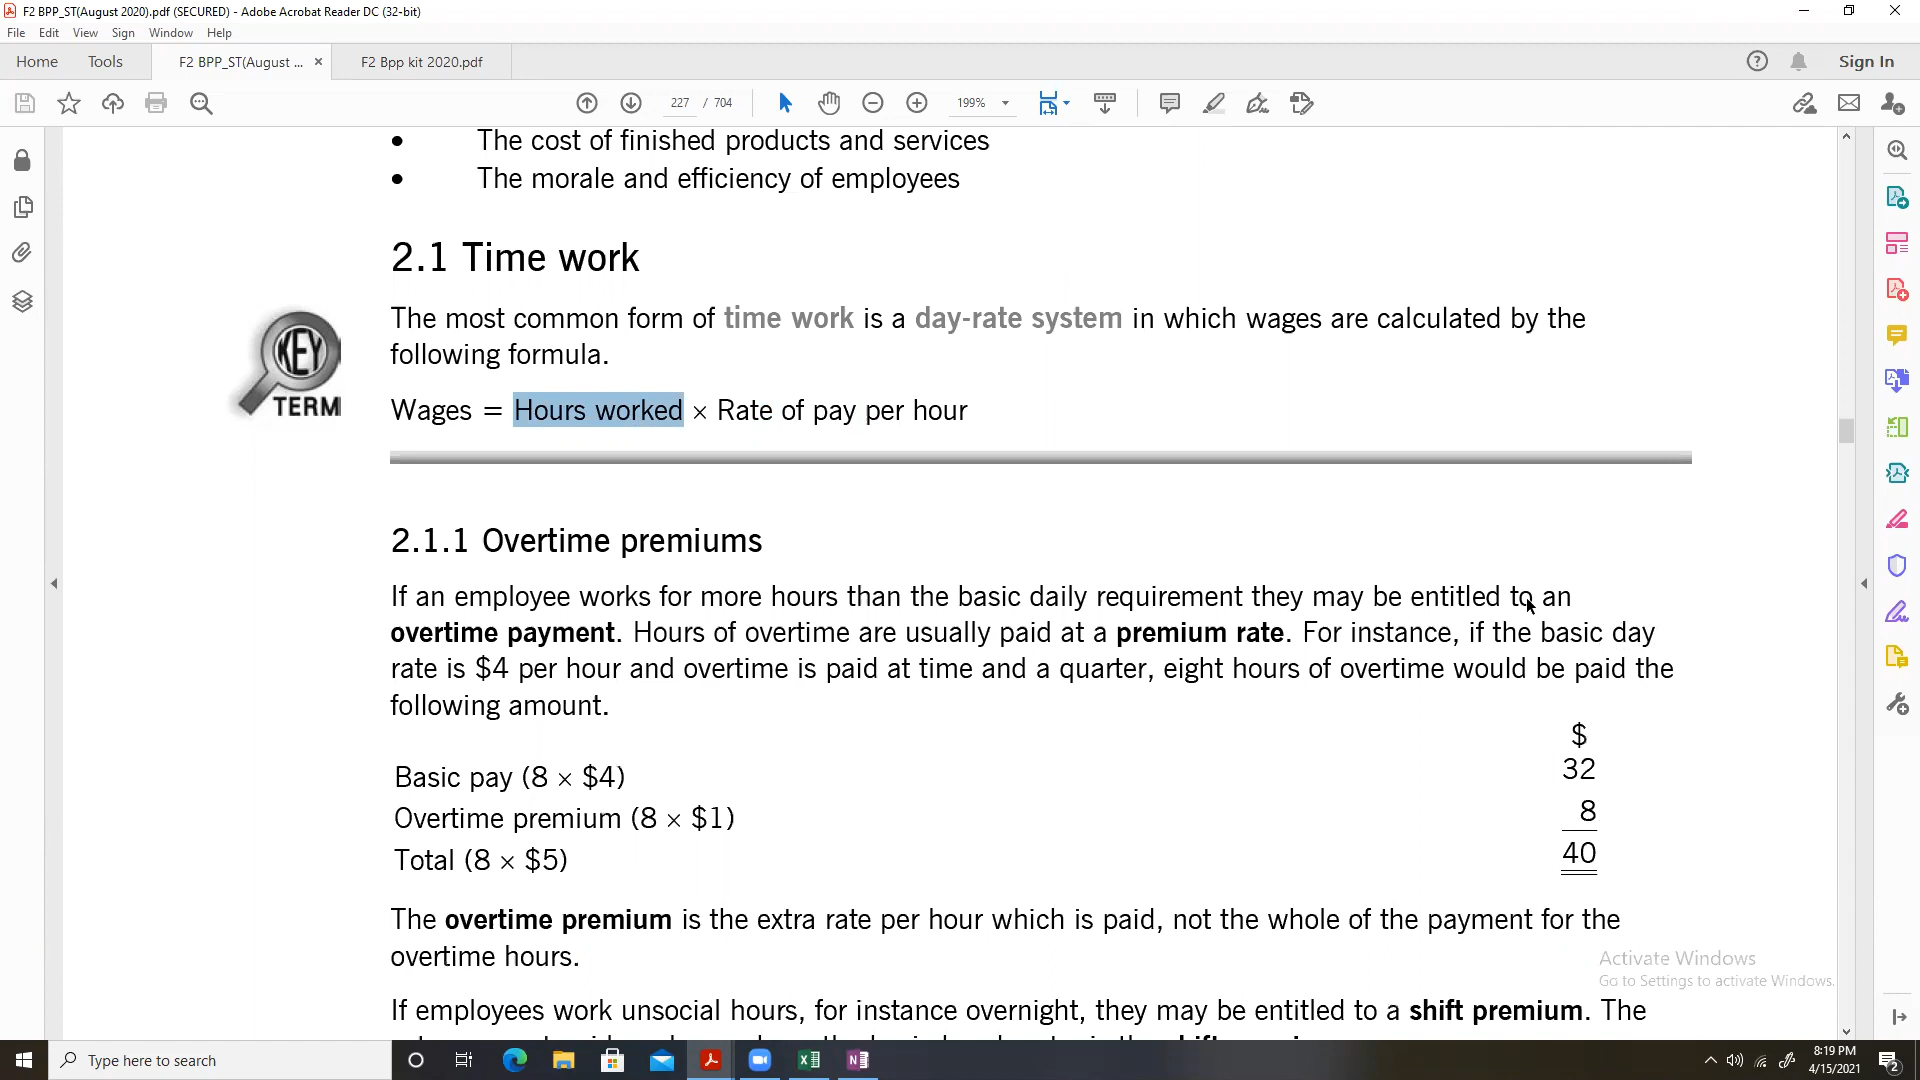 F2 BPP_ST(August 2020).pdf (SECURED) - Adobe Acrobat Reader DC (32-bit)
File Edit View Sign Window Help
Home Tools F2 BPP_ST(August ... × F2 Bpp kit 2020.pdf Sign In
227 / 704 199%
• The cost of finished products and services
• The morale and efficiency of employees
2.1 Time work
KEY
TERM
The most common form of time work is a day-rate system in which wages are calculated by the
following formula.
Wages = Hours worked × Rate of pay per hour
2.1.1 Overtime premiums
If an employee works for more hours than the basic daily requirement they may be entitled to an
overtime payment. Hours of overtime are usually paid at a premium rate. For instance, if the basic day
rate is $4 per hour and overtime is paid at time and a quarter, eight hours of overtime would be paid the
following amount.
$
Basic pay (8 × $4) 32
Overtime premium (8 × $1) 8
Total (8 × $5) 40
The overtime premium is the extra rate per hour which is paid, not the whole of the payment for the
overtime hours.
Activate Windows
Go to Settings to activate Windows.
If employees work unsocial hours, for instance overnight, they may be entitled to a shift premium. The
Type here to search
8:19 PM
4/15/2021
2